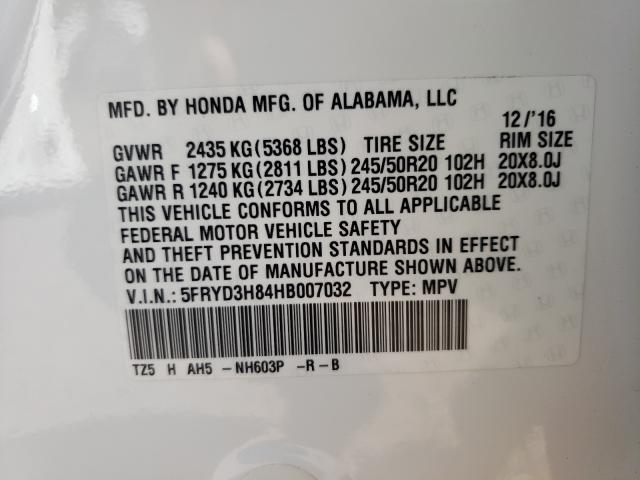 MFD. BY HONDA MFG. OF ALABAMA, LLC
12/'16
GVWR 2435 KG(5368 LBS) TIRE SIZE RIM SIZE
GAWR F 1275 KG(2811 LBS) 245/50R20 102H 20X8.0J
GAWR R 1240 KG(2734 LBS) 245/50R20 102H 20X8.0J
THIS VEHICLE CONFORMS TO ALL APPLICABLE
FEDERAL MOTOR VEHICLE SAFETY
AND THEFT PREVENTION STANDARDS IN EFFECT
ON THE DATE OF MANUFACTURE SHOWN ABOVE.
V.I.N.: 5FRYD3H84HB007032 TYPE: MPV
TZ5 H AH5 -NH603P -R-B